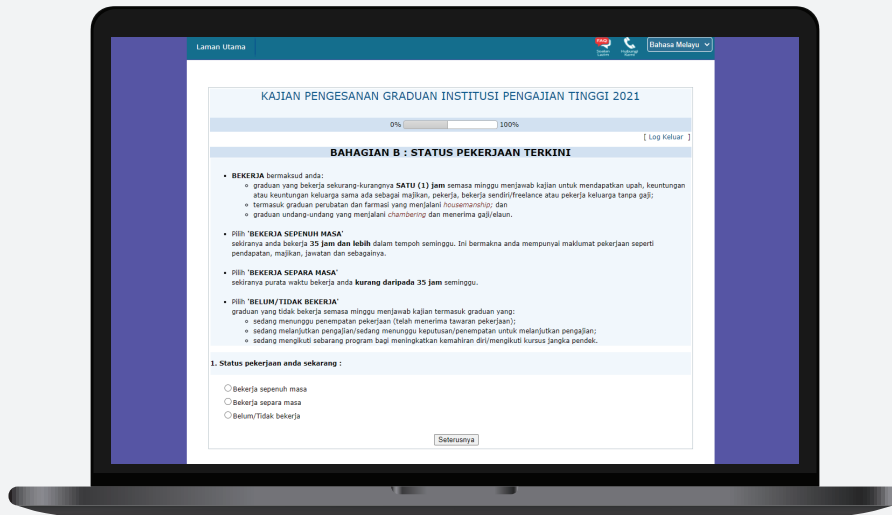 Laman Utama
FAQ
Soalan Lazim
Hubungi Kami
Bahasa Melayu
KAJIAN PENGESANAN GRADUAN INSTITUSI PENGAJIAN TINGGI 2021
0% 100%
[ Log Keluar ]
BAHAGIAN B : STATUS PEKERJAAN TERKINI
BEKERJA bermaksud anda:
graduan yang bekerja sekurang-kurangnya SATU (1) jam semasa minggu menjawab kajian untuk mendapatkan upah, keuntungan
atau keuntungan keluarga sama ada sebagai majikan, pekerja, bekerja sendiri/freelance atau pekerja keluarga tanpa gaji;
termasuk graduan perubatan dan farmasi yang menjalani housemanship; dan
graduan undang-undang yang menjalani chambering dan menerima gaji/elaun.
Pilih 'BEKERJA SEPENUH MASA'
sekiranya anda bekerja 35 jam dan lebih dalam tempoh seminggu. Ini bermakna anda mempunyai maklumat pekerjaan seperti
pendapatan, majikan, jawatan dan sebagainya.
Pilih 'BEKERJA SEPARA MASA'
sekiranya purata waktu bekerja anda kurang daripada 35 jam seminggu.
Pilih 'BELUM/TIDAK BEKERJA'
graduan yang tidak bekerja semasa minggu menjawab kajian termasuk graduan yang:
sedang menunggu penempatan pekerjaan (telah menerima tawaran pekerjaan);
sedang melanjutkan pengajian/sedang menunggu keputusan/penempatan untuk melanjutkan pengajian;
sedang mengikuti sebarang program bagi meningkatkan kemahiran diri/mengikuti kursus jangka pendek.
1. Status pekerjaan anda sekarang :
Bekerja sepenuh masa
Bekerja separa masa
Belum/Tidak bekerja
Seterusnya